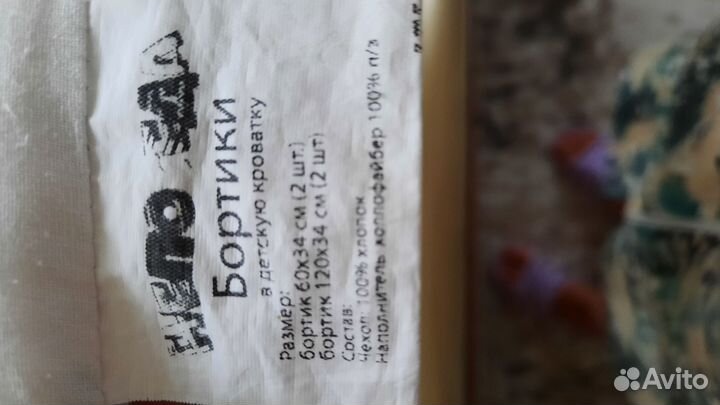 НЕПОСЕДА
Бортики
в детскую кроватку
Размер:
бортик 60х34 см (2 шт.)
бортик 120х34 см (2 шт)
Состав:
Чехол: 100% хлопок
Наполнитель холлофайбер 100% п/э
Avito